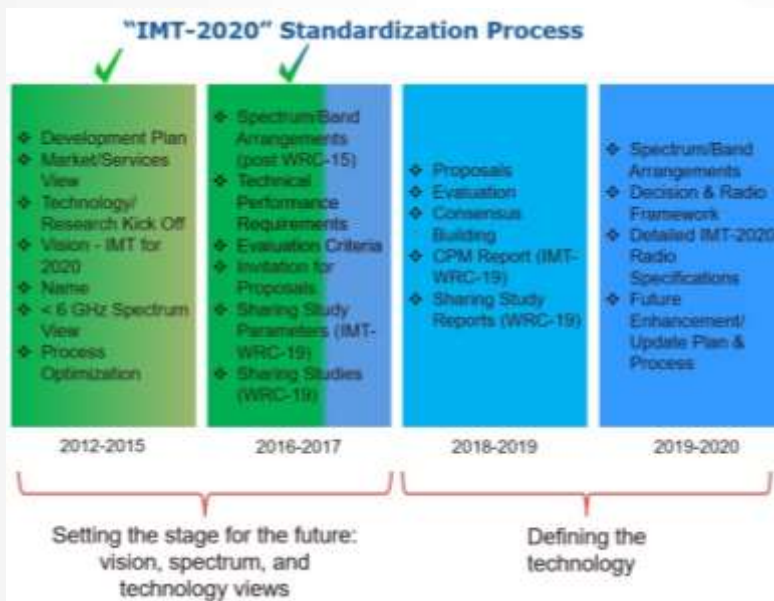 "IMT-2020" Standardization Process
❖ Development Plan
❖ Market/Services
View
❖ Technology/
Research Kick Off
❖ Vision - IMT for
2020
❖ Name
❖ < 6 GHz Spectrum
View
❖ Process
Optimization
2012-2015
❖ Spectrum/Band
Arrangements
(post WRC-15)
❖ Technical
Performance
Requirements
❖ Evaluation Criteria
❖ Invitation for
Proposals
❖ Sharing Study
Parameters (IMT-
WRC-19)
❖ Sharing Studies
(WRC-19)
2016-2017
❖ Proposals
❖ Evaluation
❖ Consensus
Building
❖ CPM Report (IMT-
WRC-19)
❖ Sharing Study
Reports (WRC-19)
2018-2019
❖ Spectrum/Band
Arrangements
❖ Decision & Radio
Framework
❖ Detailed IMT-2020
Radio
Specifications
❖ Future
Enhancement/
Update Plan &
Process
2019-2020
Setting the stage for the future:
vision, spectrum, and
technology views
Defining the
technology